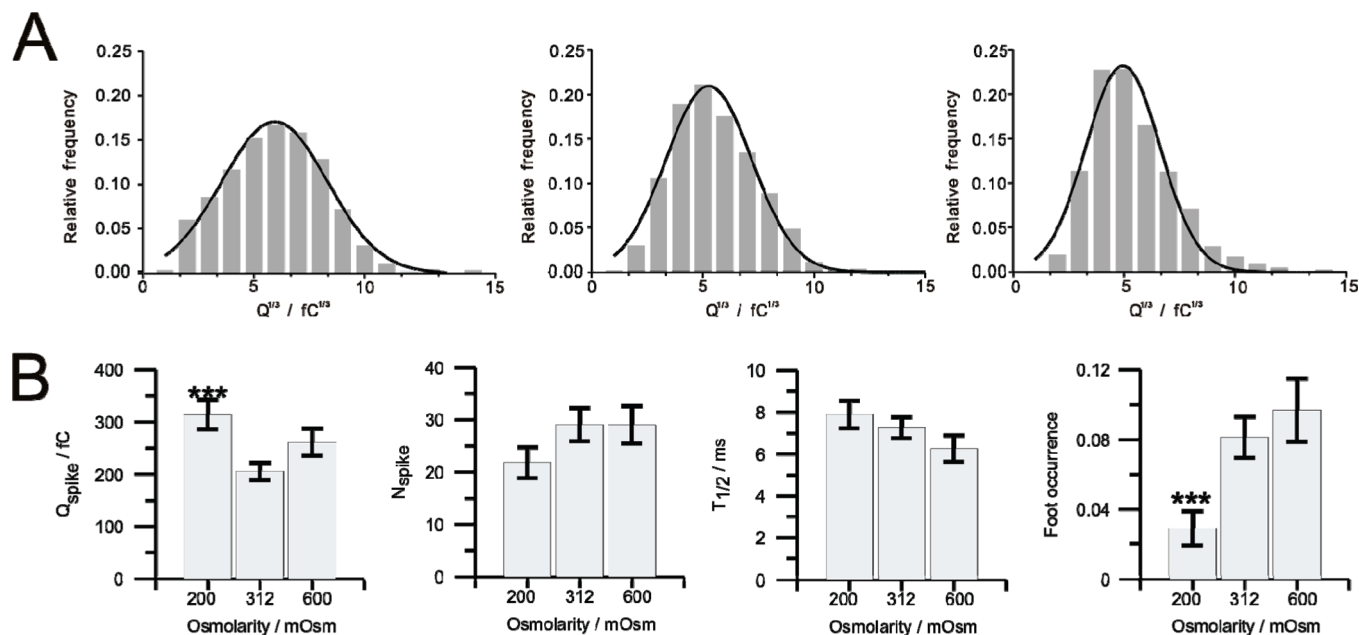 A
Relative frequency
0.25
0.20
0.15
0.10
0.05
0.00
0 5 10 15
Q1/3 / fC1/3
Relative frequency
0.25
0.20
0.15
0.10
0.05
0.00
0 5 10 15
Q1/3 / fC1/3
Relative frequency
0.25
0.20
0.15
0.10
0.05
0.00
0 5 10 15
Q1/3 / fC1/3
B
Qspike / fC
400
300
200
100
0
***
200 312 600
Osmolarity / mOsm
Nspike
40
30
20
10
0
200 312 600
Osmolarity / mOsm
T1/2 / ms
10
8
6
4
2
0
200 312 600
Osmolarity / mOsm
Foot occurrence
0.12
0.08
0.04
0
***
200 312 600
Osmolarity / mOsm